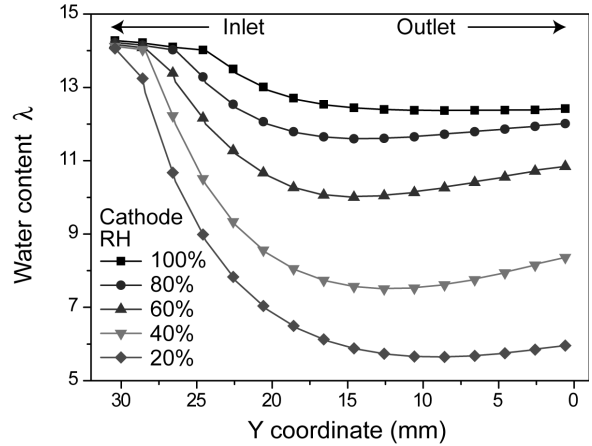 Inlet Outlet
Water content λ
15
13
11
9
7
5
Cathode
RH
100%
80%
60%
40%
20%
30 25 20 15 10 5 0
Y coordinate (mm)